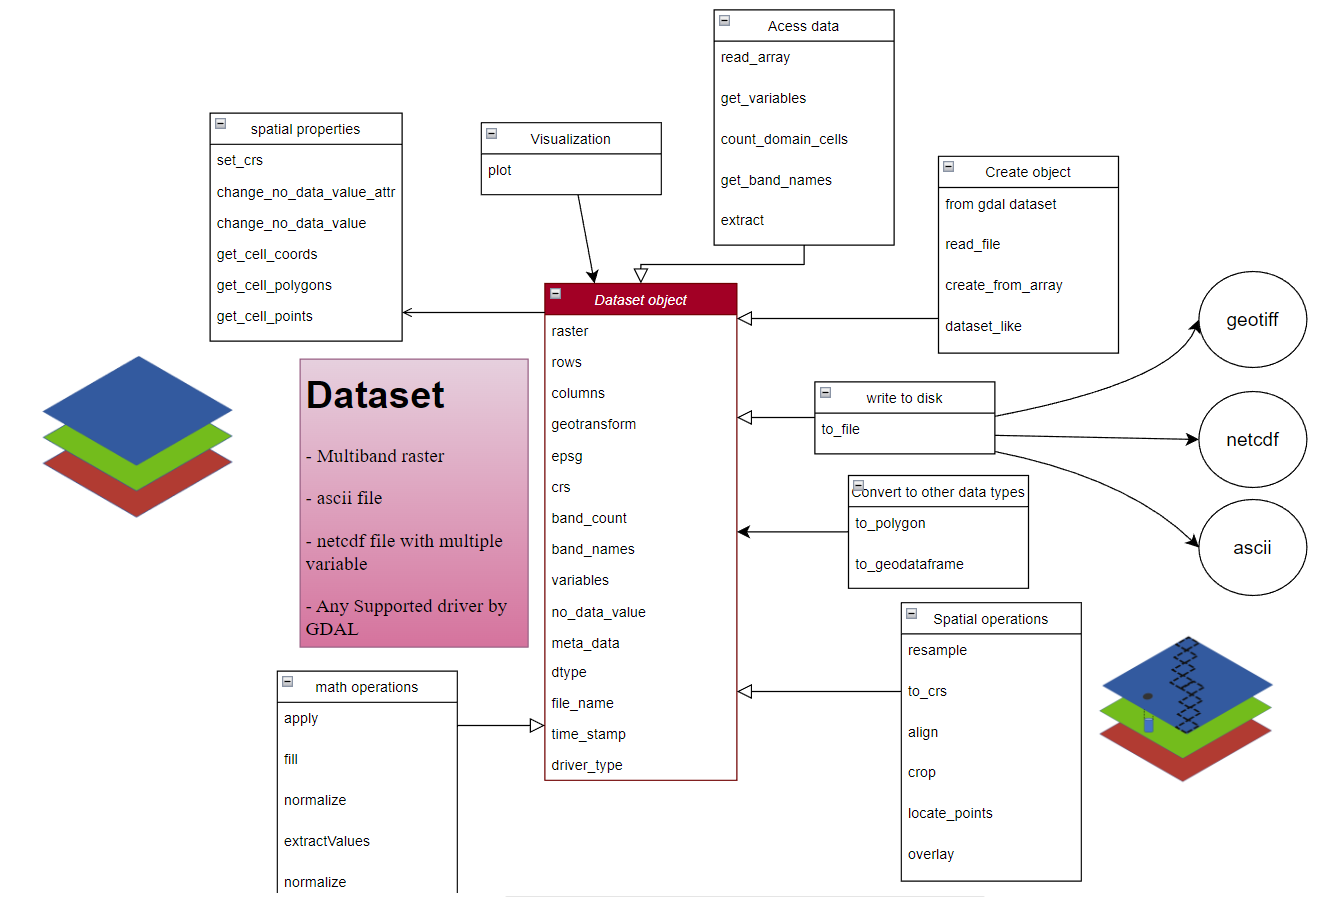 Acess data
read_array
get_variables
count_domain_cells
get_band_names
extract
spatial properties
set_crs
change_no_data_value_attr
change_no_data_value
get_cell_coords
get_cell_polygons
get_cell_points
Visualization
plot
Create object
from gdal dataset
read_file
create_from_array
dataset_like
Dataset object
raster
rows
columns
geotransform
epsg
crs
band_count
band_names
variables
no_data_value
meta_data
dtype
file_name
time_stamp
driver_type
Dataset
- Multiband raster
- ascii file
- netcdf file with multiple
variable
- Any Supported driver by
GDAL
write to disk
to_file
geotiff
netcdf
ascii
Convert to other data types
to_polygon
to_geodataframe
Spatial operations
resample
to_crs
align
crop
locate_points
overlay
math operations
apply
fill
normalize
extractValues
normalize